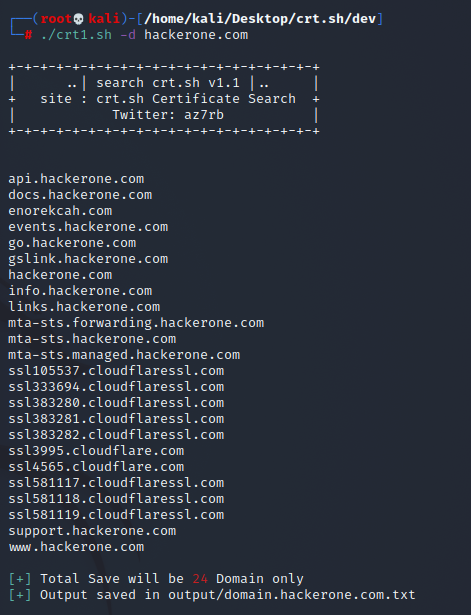 ┌──(root💀kali)-[/home/kali/Desktop/crt.sh/dev]
└─# ./crt1.sh -d hackerone.com
+-+-+-+-+-+-+-+-+-+-+-+-+-+-+-+-+-+-+-+
|      ..| search crt.sh v1.1 |..     |
+   site : crt.sh Certificate Search  +
|            Twitter: az7rb           |
+-+-+-+-+-+-+-+-+-+-+-+-+-+-+-+-+-+-+-+
api.hackerone.com
docs.hackerone.com
enorekcah.com
events.hackerone.com
go.hackerone.com
gslink.hackerone.com
hackerone.com
info.hackerone.com
links.hackerone.com
mta-sts.forwarding.hackerone.com
mta-sts.hackerone.com
mta-sts.managed.hackerone.com
ssl105537.cloudflaressl.com
ssl333694.cloudflaressl.com
ssl383280.cloudflaressl.com
ssl383281.cloudflaressl.com
ssl383282.cloudflaressl.com
ssl3995.cloudflare.com
ssl4565.cloudflare.com
ssl581117.cloudflaressl.com
ssl581118.cloudflaressl.com
ssl581119.cloudflaressl.com
support.hackerone.com
www.hackerone.com
[+] Total Save will be 24 Domain only
[+] Output saved in output/domain.hackerone.com.txt